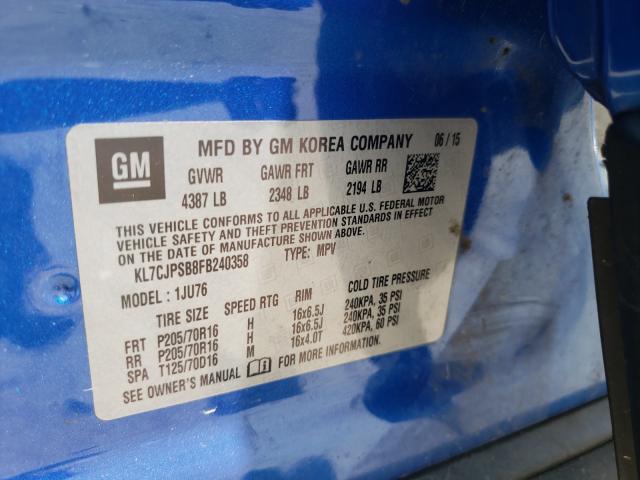 GM MFD BY GM KOREA COMPANY 06/15
GVWR GAWR FRT GAWR RR
4387 LB 2348 LB 2194 LB
THIS VEHICLE CONFORMS TO ALL APPLICABLE U.S. FEDERAL MOTOR
VEHICLE SAFETY AND THEFT PREVENTION STANDARDS IN EFFECT
ON THE DATE OF MANUFACTURE SHOWN ABOVE.
KL7CJPSB8FB240358 TYPE: MPV
MODEL: 1JU76
TIRE SIZE SPEED RTG RIM COLD TIRE PRESSURE
FRT P205/70R16 H 16x6.5J 240KPA, 35 PSI
RR P205/70R16 H 16x6.5J 240KPA, 35 PSI
SPA T125/70D16 M 16x4.0T 420KPA, 60 PSI
SEE OWNER'S MANUAL FOR MORE INFORMATION.